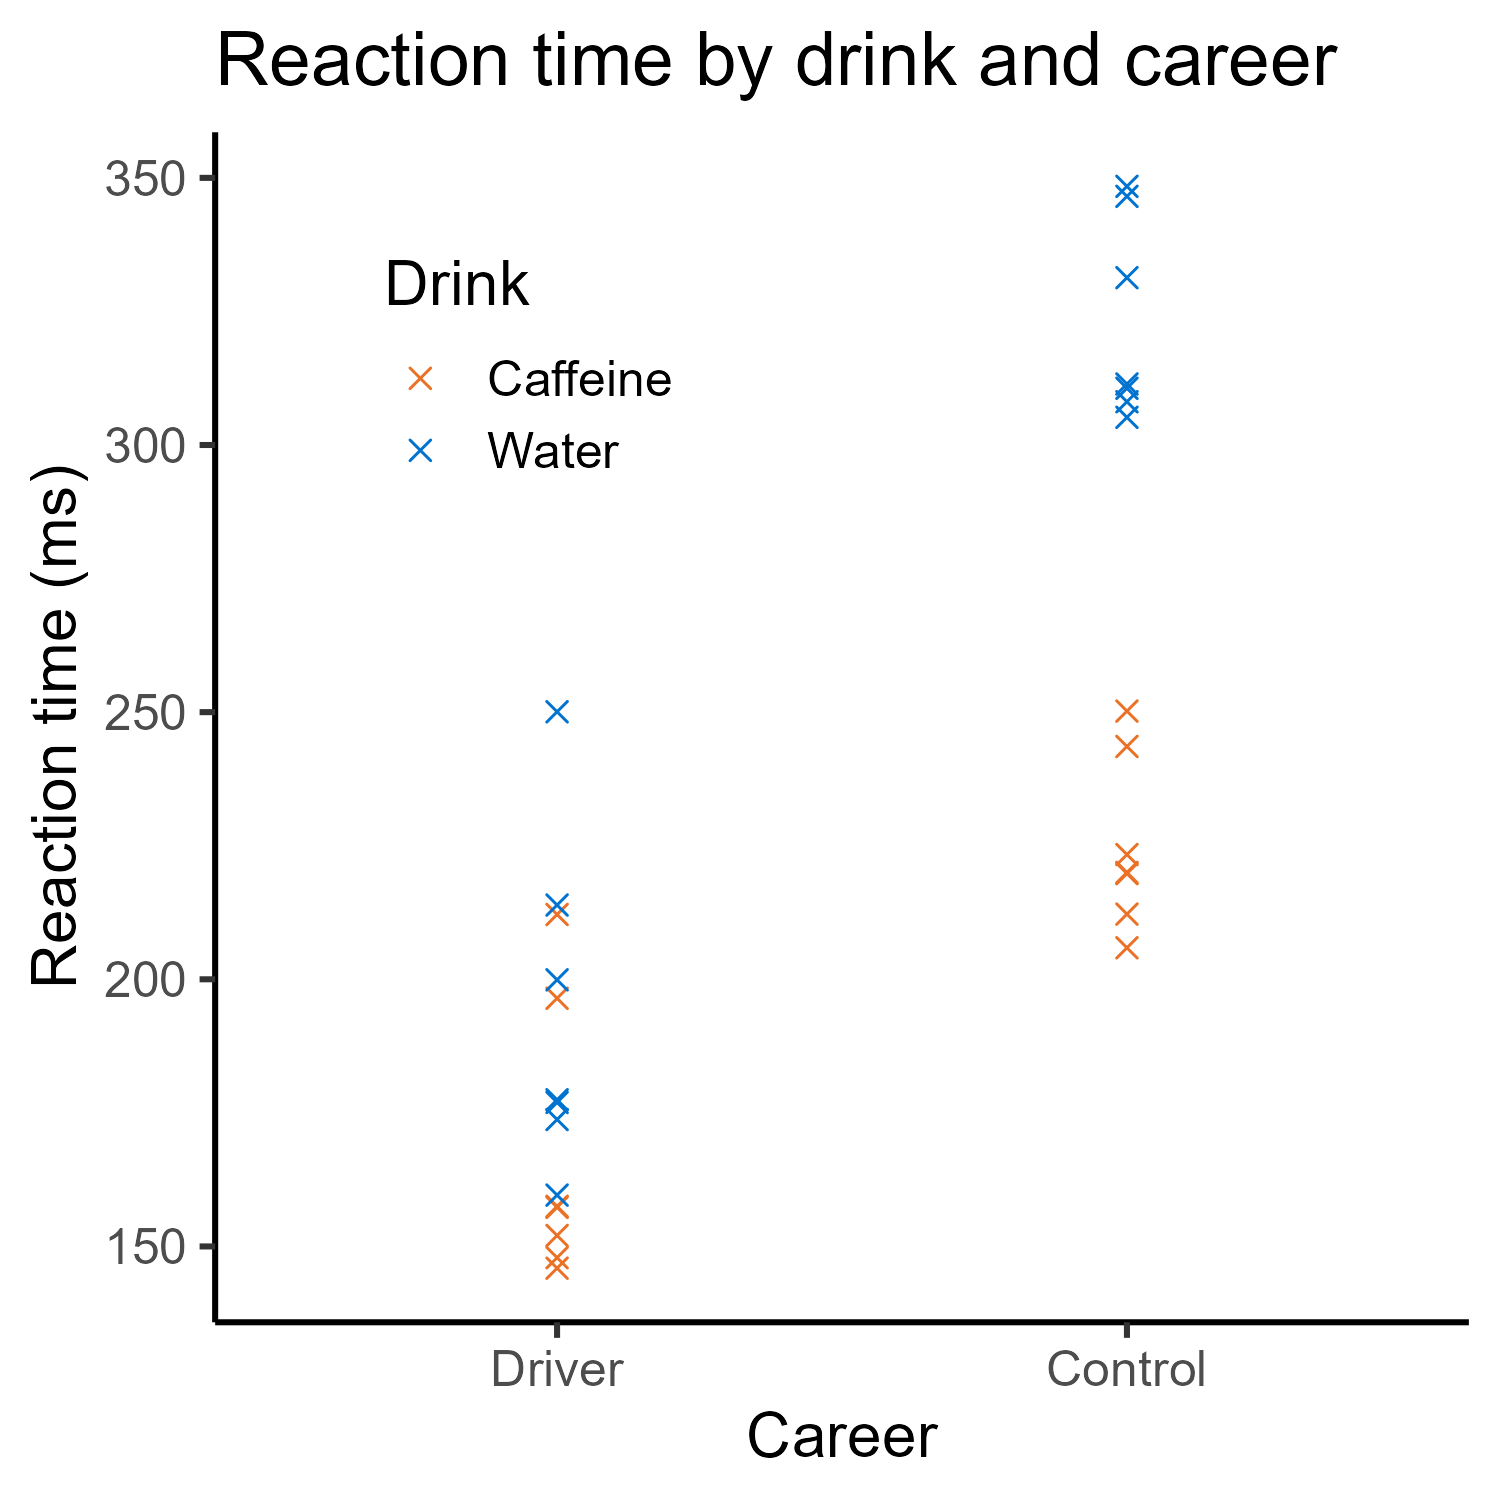 Reaction time by drink and career
Reaction time (ms)
350
300
250
200
150
Drink
Caffeine
Water
Driver
Control
Career